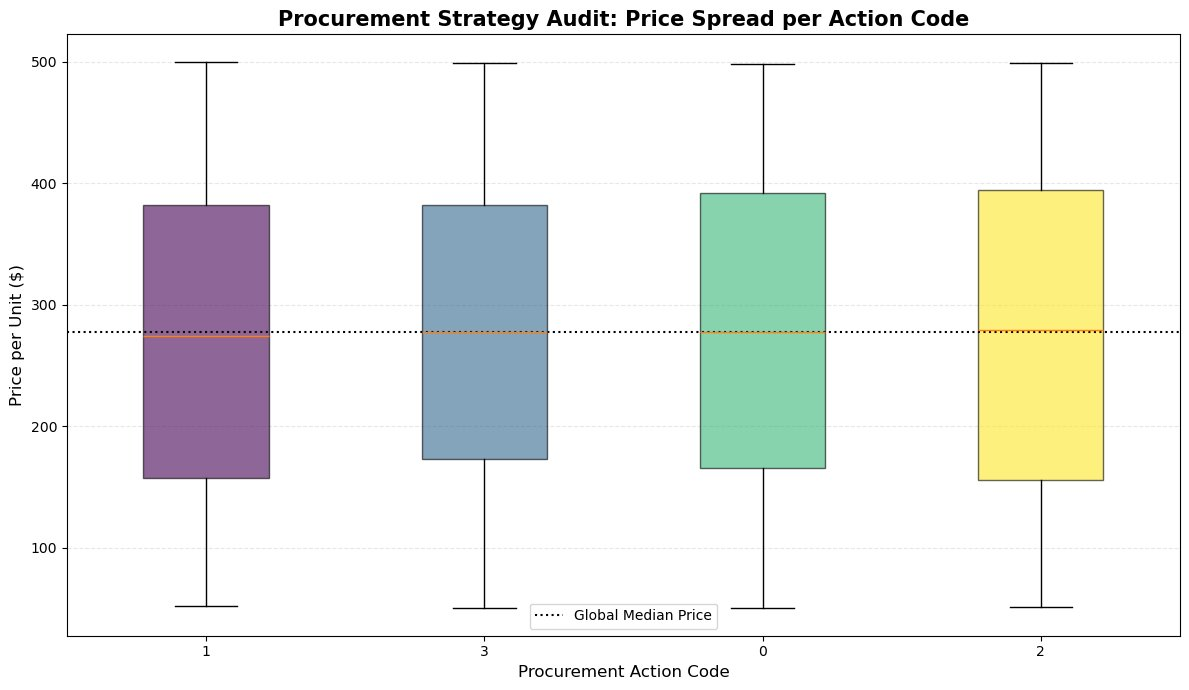 Procurement Strategy Audit: Price Spread per Action Code
Price per Unit ($)
500
400
300
200
100
Global Median Price
1 3 0 2
Procurement Action Code